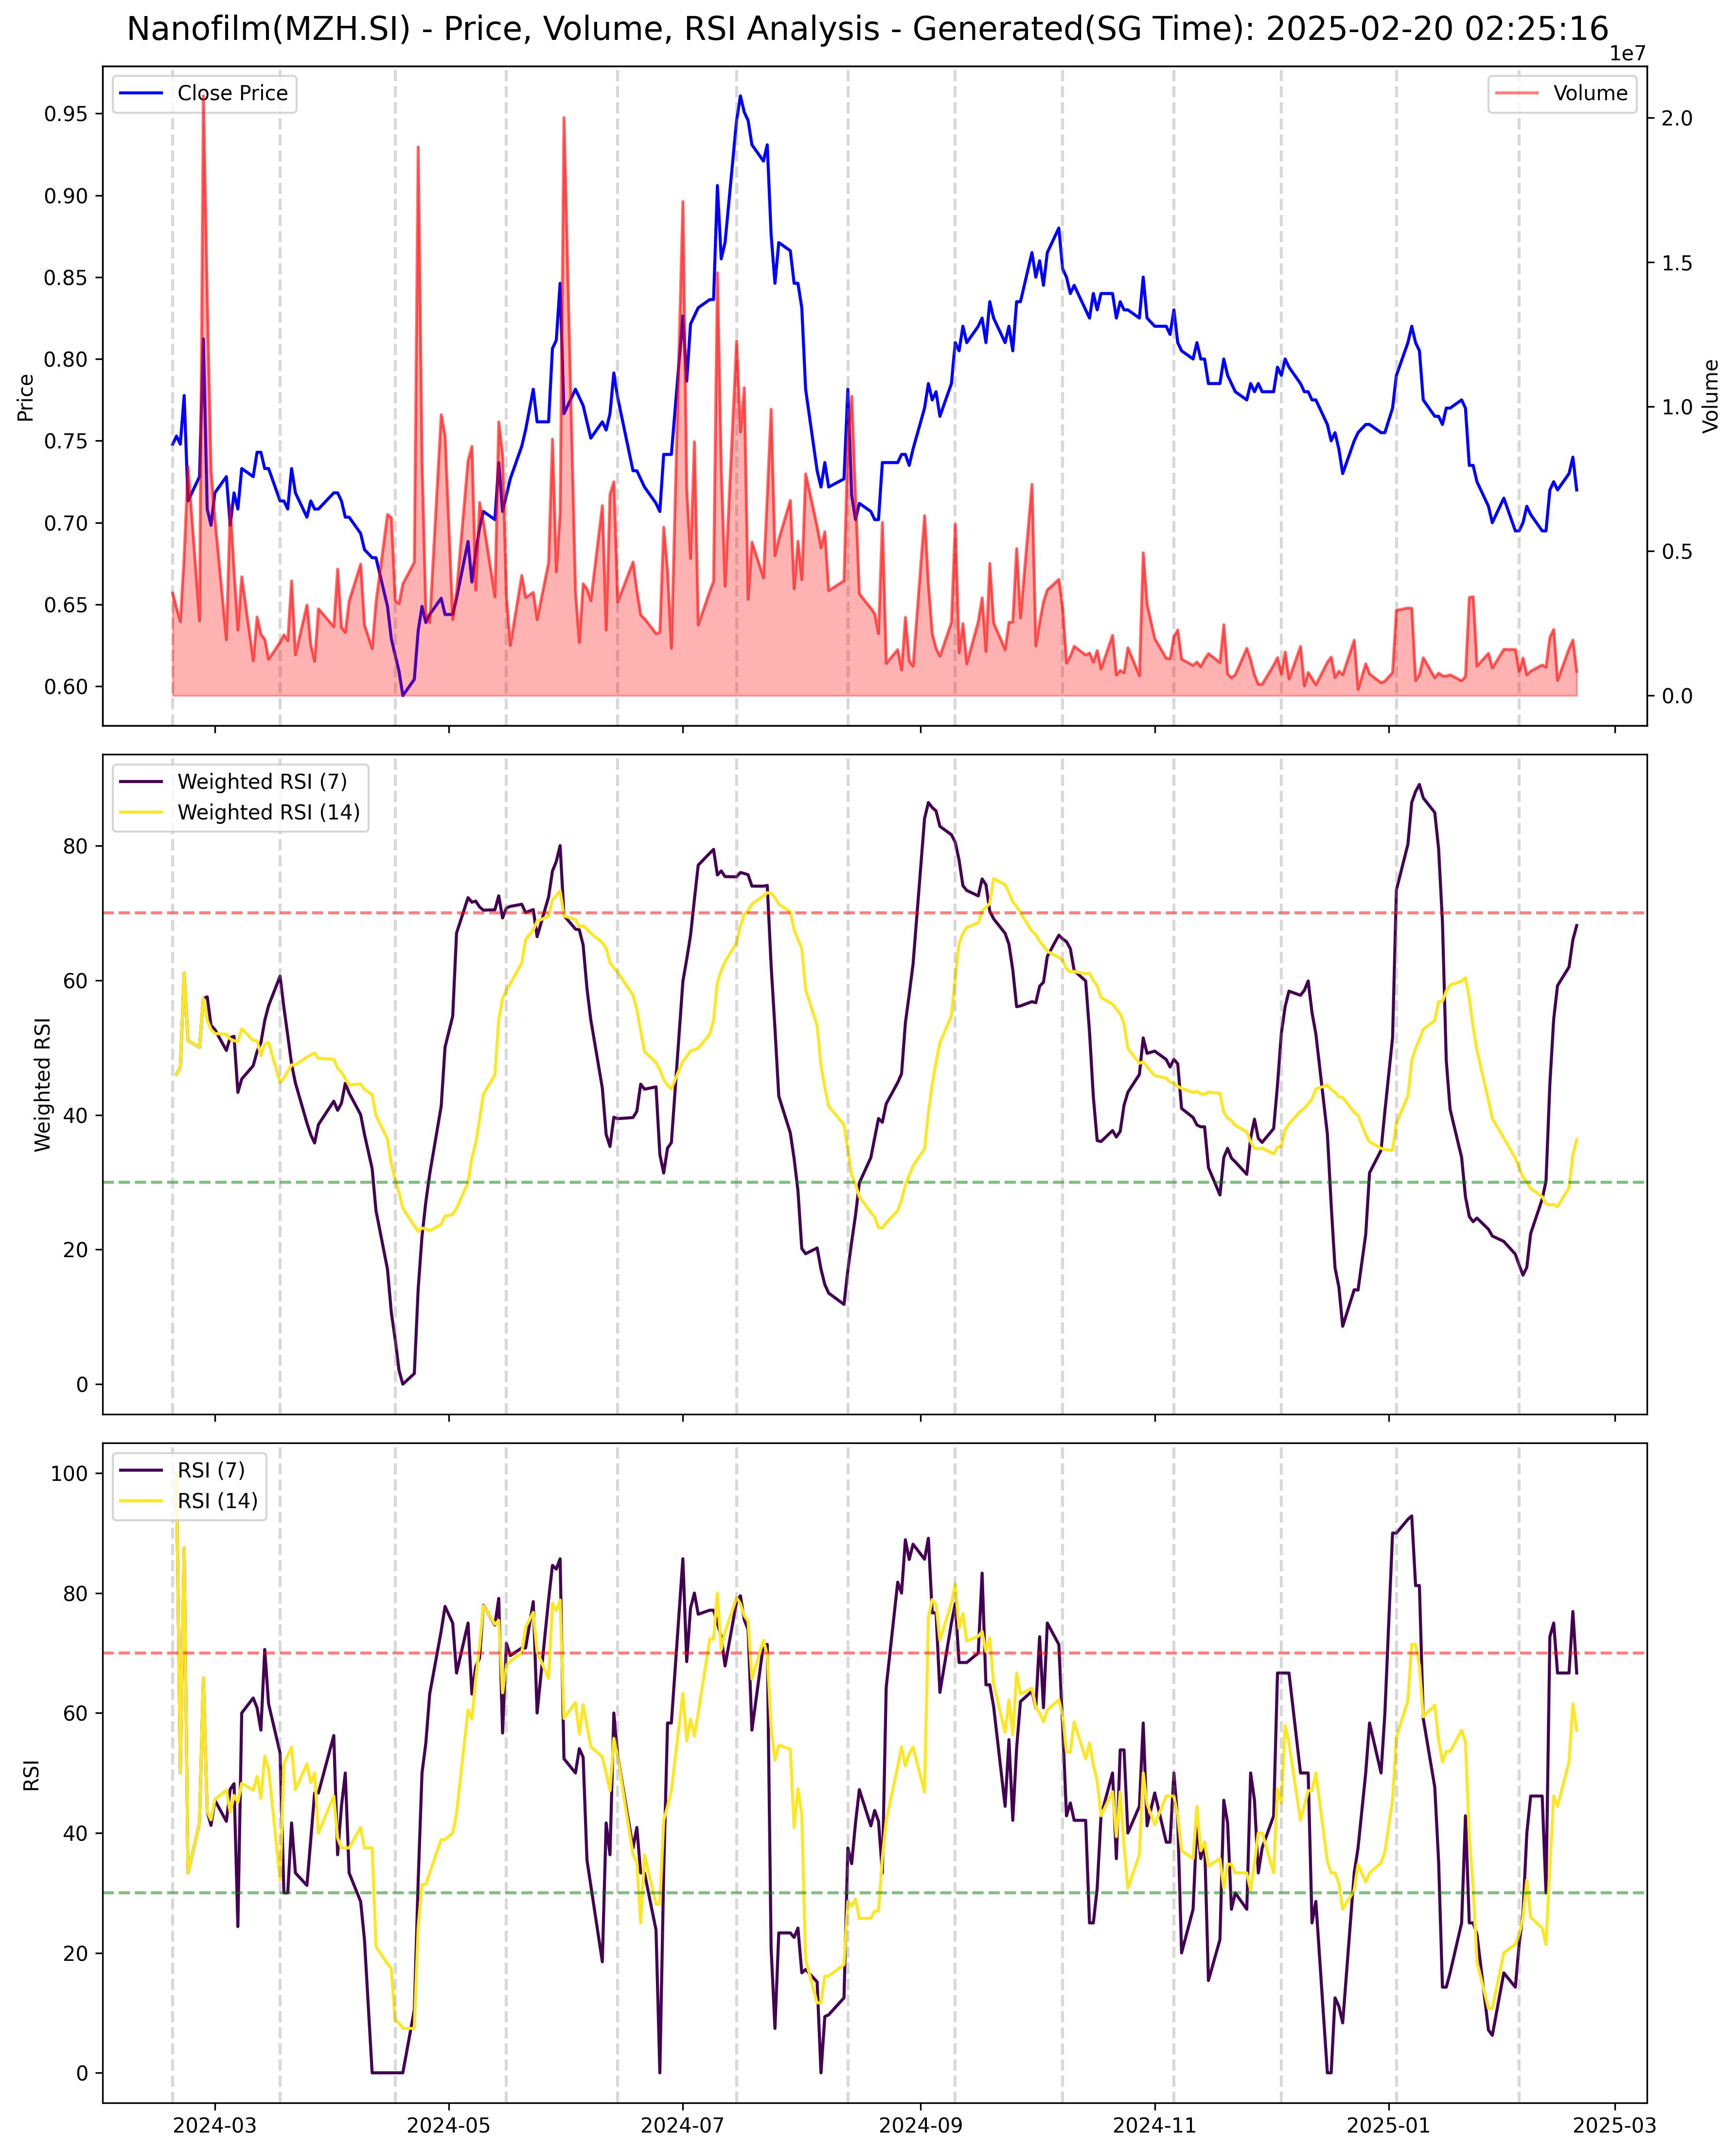 Nanofilm(MZH.SI) - Price, Volume, RSI Analysis - Generated(SG Time): 2025-02-20 02:25:16
1e7
Close Price
Volume
0.95
0.90
0.85
0.80
0.75
0.70
0.65
0.60
Price
2.0
1.5
1.0
0.5
0.0
Volume
Weighted RSI (7)
Weighted RSI (14)
80
60
40
20
0
Weighted RSI
RSI (7)
RSI (14)
100
80
60
40
20
0
RSI
2024-03
2024-05
2024-07
2024-09
2024-11
2025-01
2025-03